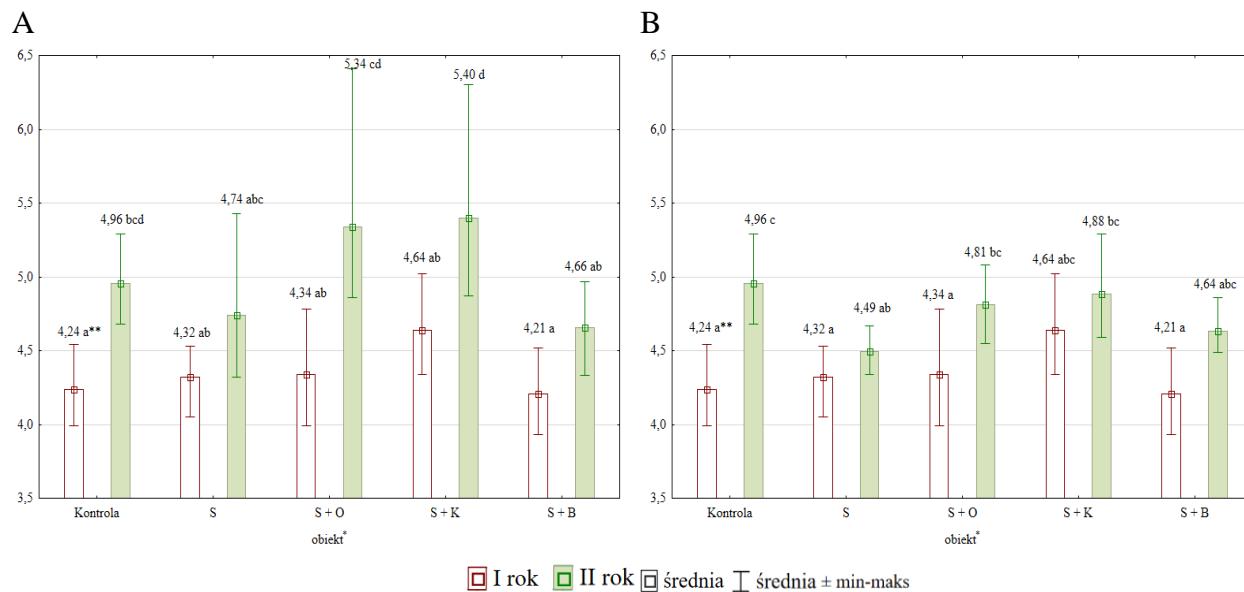 A
6,5
6,0
5,5
5,0
4,5
4,0
3,5
4,24 a**
4,96 bcd
4,32 ab
4,74 abc
4,34 ab
5,34 cd
4,64 ab
5,40 d
4,21 a
4,66 ab
Kontrola S S + O S + K S + B
obiekt*
B
6,5
6,0
5,5
5,0
4,5
4,0
3,5
4,24 a**
4,96 c
4,32 a
4,49 ab
4,34 a
4,81 bc
4,64 abc
4,88 bc
4,21 a
4,64 abc
Kontrola S S + O S + K S + B
obiekt*
I rok II rok średnia średnia ± min-maks